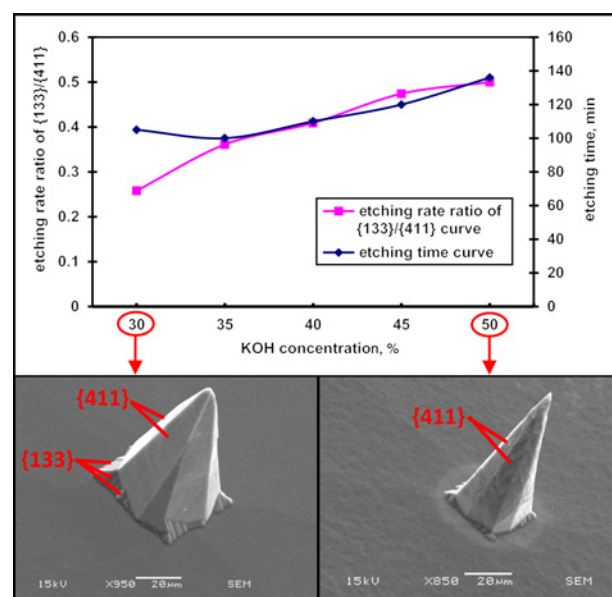 0.6
0.5
0.4
0.3
0.2
0.1
0
etching rate ratio of {133}/{411}
160
140
120
100
80
60
40
20
0
etching time, min
etching rate ratio of
{133}/{411} curve
etching time curve
30 35 40 45 50
KOH concentration, %
{411}
{133}
15kV X950 20μm SEM
{411}
15kV X850 20μm SEM